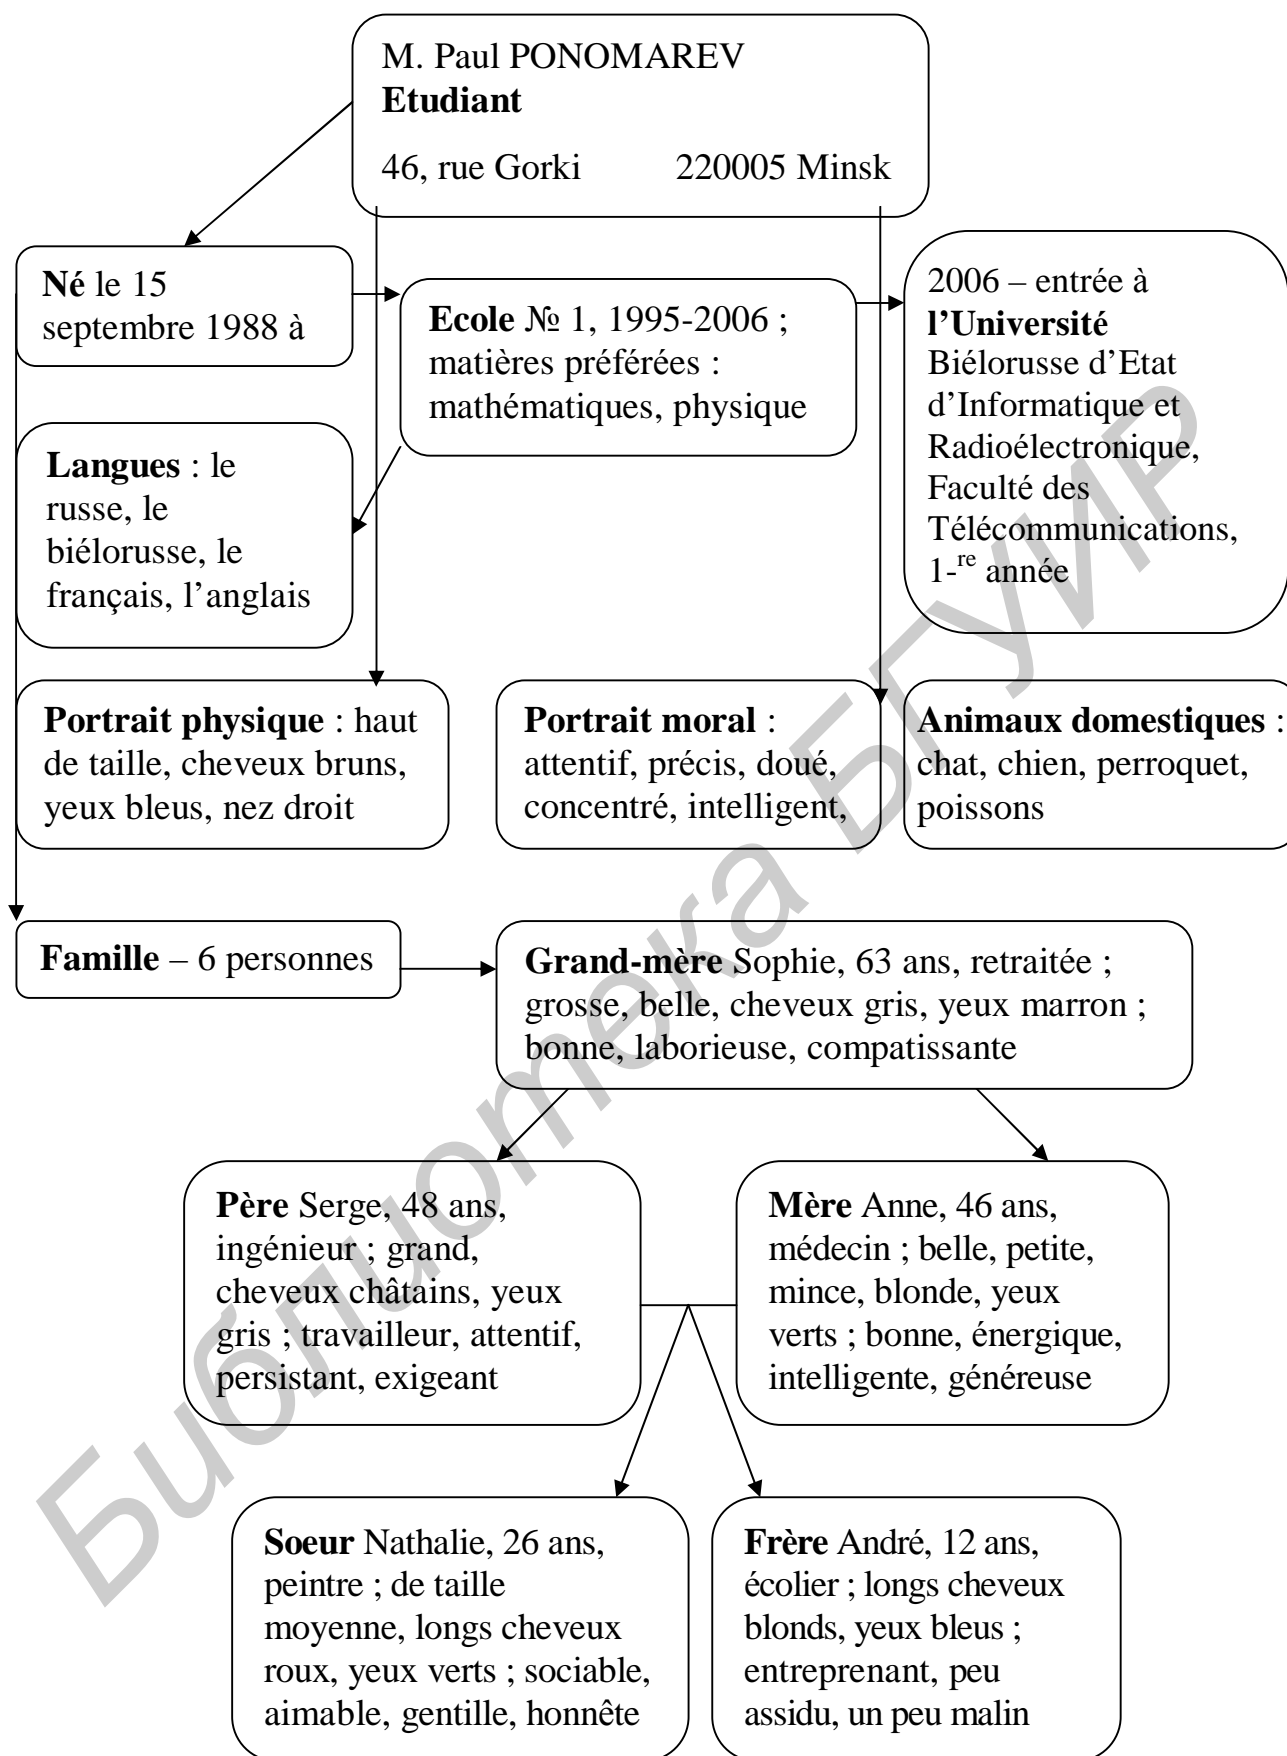 M. Paul PONOMAREV
Etudiant
46, rue Gorki 220005 Minsk
Né le 15
septembre 1988 à
Ecole № 1, 1995-2006 ;
matières préférées :
mathématiques, physique
2006 – entrée à
l’Université
Biélorusse d’Etat
d’Informatique et
Radioélectronique,
Faculté des
Télécommunications,
1-re année
Langues : le
russe, le
biélorusse, le
français, l’anglais
Portrait physique : haut
de taille, cheveux bruns,
yeux bleus, nez droit
Portrait moral :
attentif, précis, doué,
concentré, intelligent,
Animaux domestiques :
chat, chien, perroquet,
poissons
Famille – 6 personnes
Grand-mère Sophie, 63 ans, retraitée ;
grosse, belle, cheveux gris, yeux marron ;
bonne, laborieuse, compatissante
Père Serge, 48 ans,
ingénieur ; grand,
cheveux châtains, yeux
gris ; travailleur, attentif,
persistant, exigeant
Mère Anne, 46 ans,
médecin ; belle, petite,
mince, blonde, yeux
verts ; bonne, énergique,
intelligente, généreuse
Soeur Nathalie, 26 ans,
peintre ; de taille
moyenne, longs cheveux
roux, yeux verts ; sociable,
aimable, gentille, honnête
Frère André, 12 ans,
écolier ; longs cheveux
blonds, yeux bleus ;
entreprenant, peu
assidu, un peu malin
Библиотека БГУИР